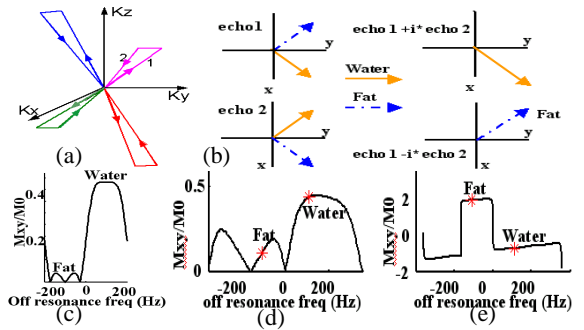 Kz
2
1
Kx
Ky
(a)
echo1
y
x
echo 2
y
x
(b)
Water
Fat
echo 1 +i* echo 2
y
x
Fat
y
echo 1 -i* echo 2
x
Water
Mxy/M0
0.4
0.2
Fat
-200 0 200
Off resonance freq (Hz)
(c)
Mxy/M0
0.5
0
Fat
Water
-200 0 200
off resonance freq (Hz)
(d)
Mxy/M0
2
0
-2
Fat
Water
-200 0 200
off resonance freq (Hz)
(e)